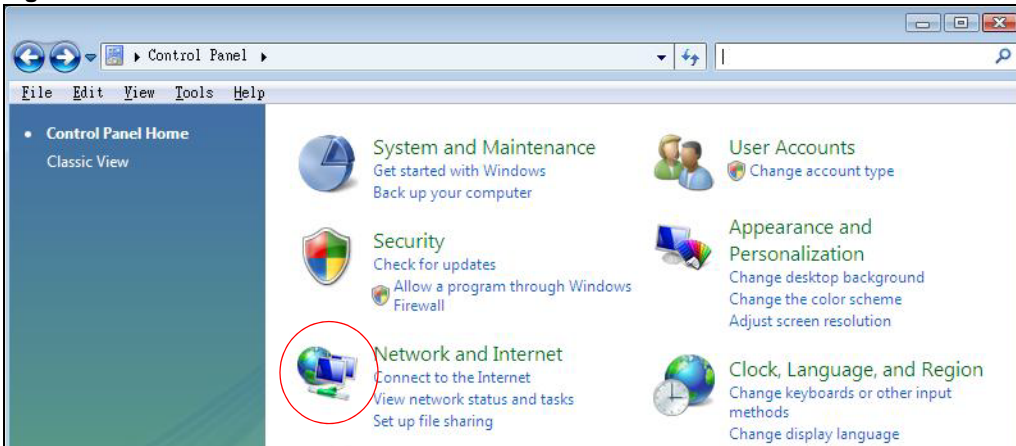 Control Panel
File Edit View Tools Help
Control Panel Home
Classic View
System and Maintenance
Get started with Windows
Back up your computer
Security
Check for updates
Allow a program through Windows
Firewall
Network and Internet
Connect to the Internet
View network status and tasks
Set up file sharing
User Accounts
Change account type
Appearance and
Personalization
Change desktop background
Change the color scheme
Adjust screen resolution
Clock, Language, and Region
Change keyboards or other input
methods
Change display language